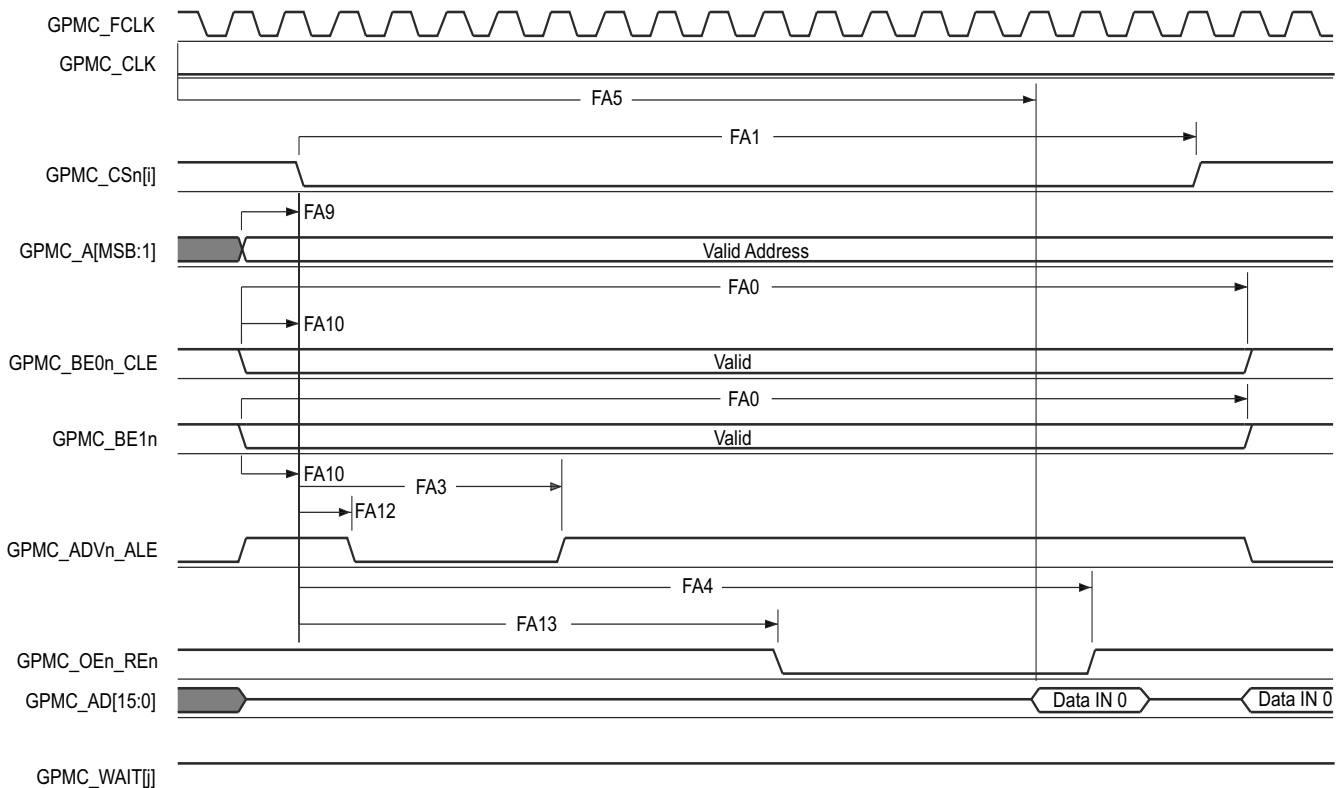 GPMC_FCLK
GPMC_CLK
FA5
FA1
GPMC_CSn[i]
FA9
GPMC_A[MSB:1]
Valid Address
FA0
FA10
GPMC_BE0n_CLE
Valid
FA0
GPMC_BE1n
Valid
FA10
FA3
FA12
GPMC_ADVn_ALE
FA4
FA13
GPMC_OEn_REn
GPMC_AD[15:0]
Data IN 0
Data IN 0
GPMC_WAIT[j]